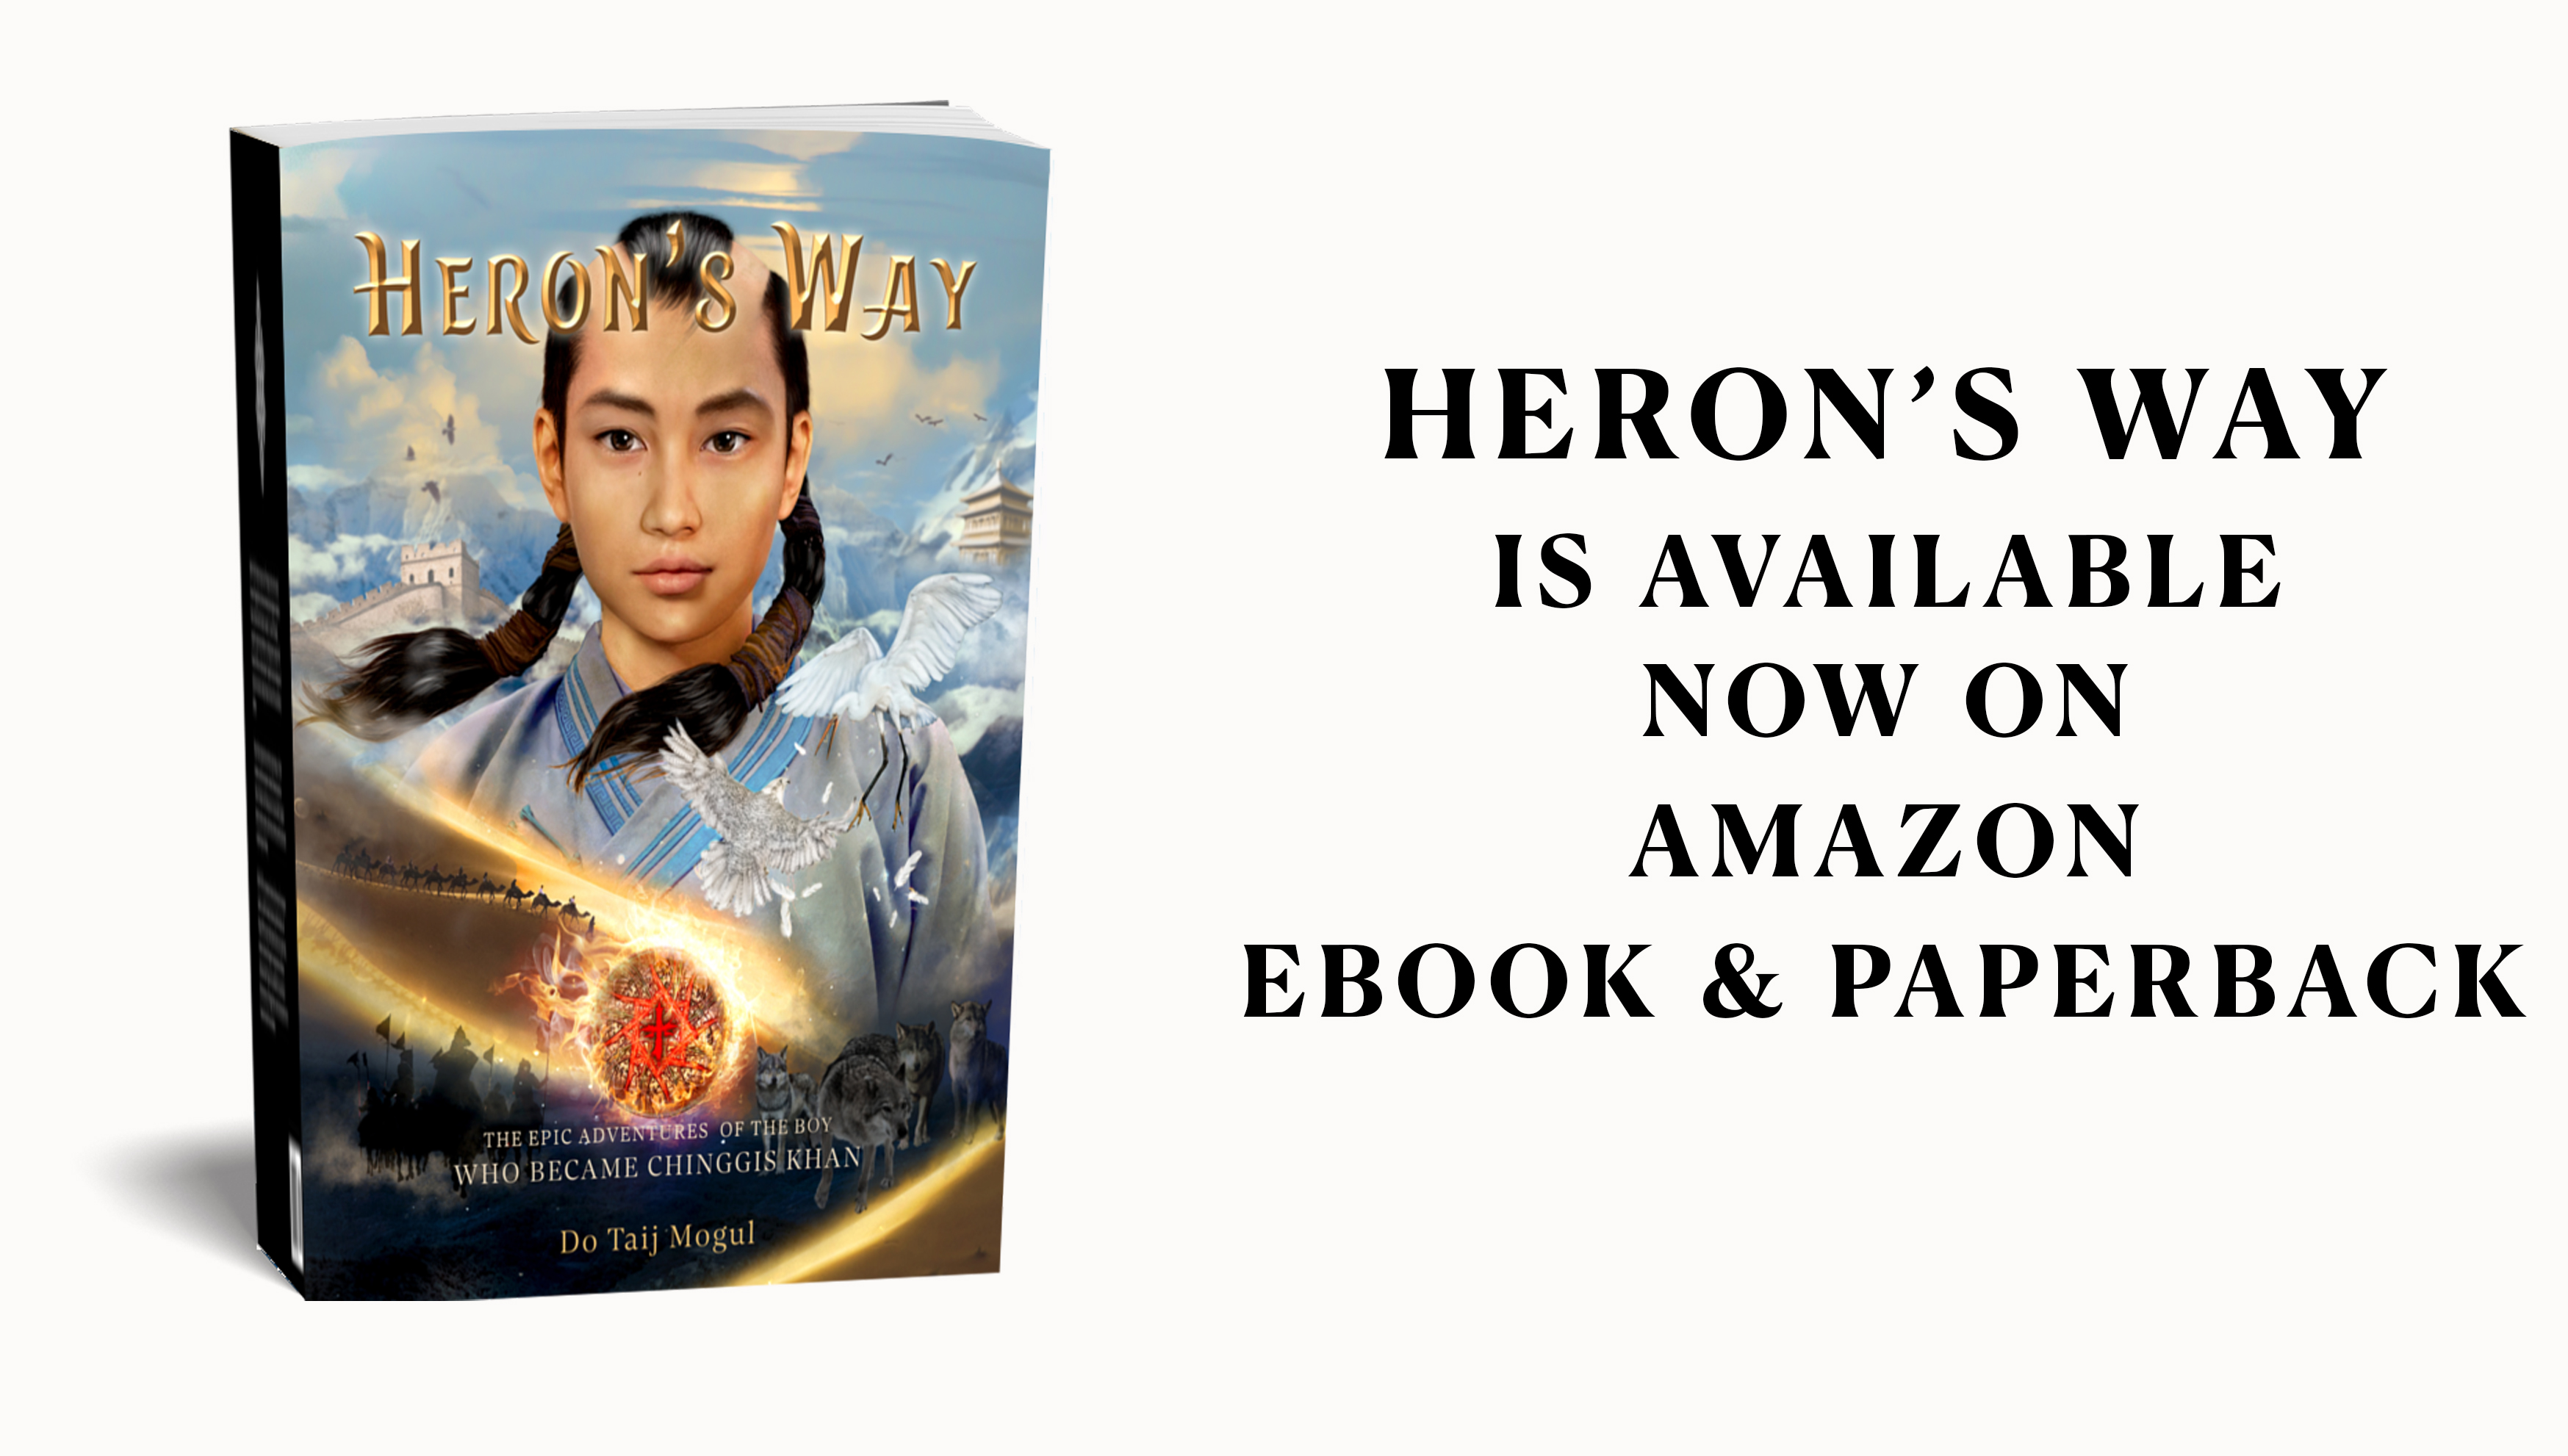 HERON'S WAY
THE EPIC ADVENTURES OF THE BOY
WHO BECAME CHINGGIS KHAN
Do Taij Mogul
HERON'S WAY
IS AVAILABLE
NOW ON
AMAZON
EBOOK & PAPERBACK